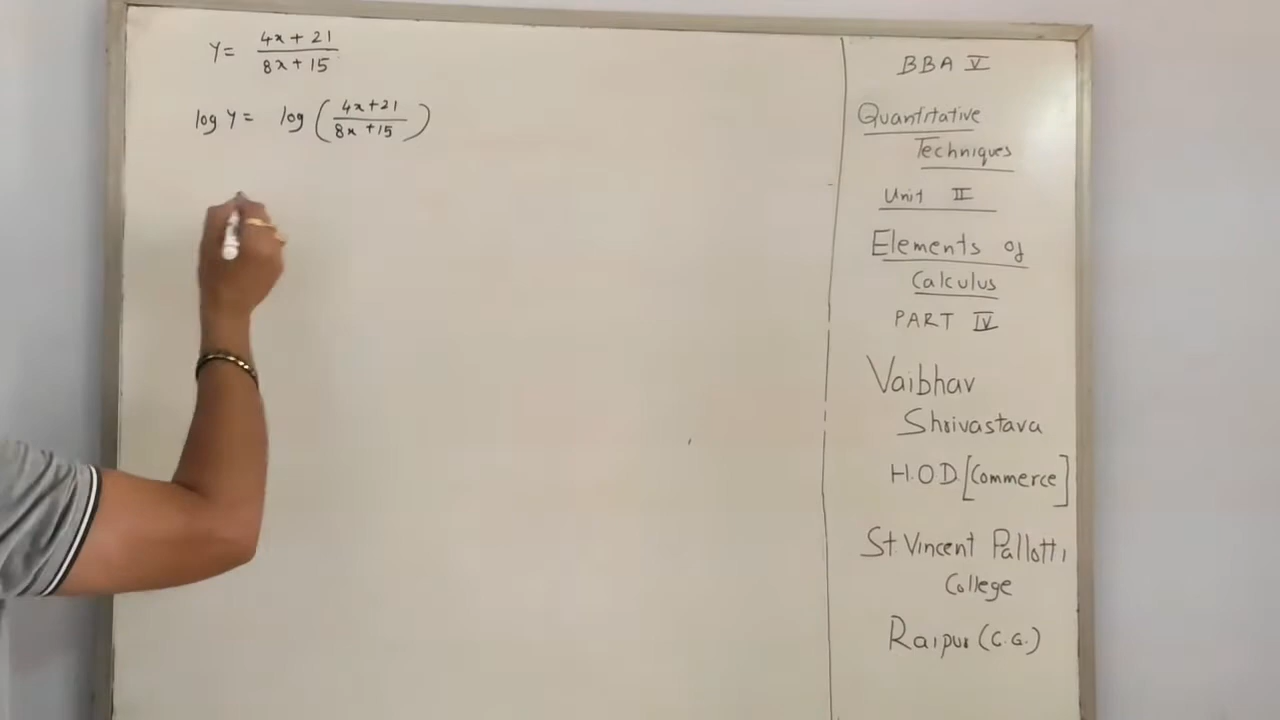 Y = (4x + 21)/(8x + 15)
log Y = log ((4x+21)/(8x+15))
BBA V
Quantitative
Techniques
Unit II
Elements of
Calculus
PART IV
Vaibhav
Shrivastava
H.O.D. [Commerce]
St. Vincent Pallotti
College
Raipur (C.G.)